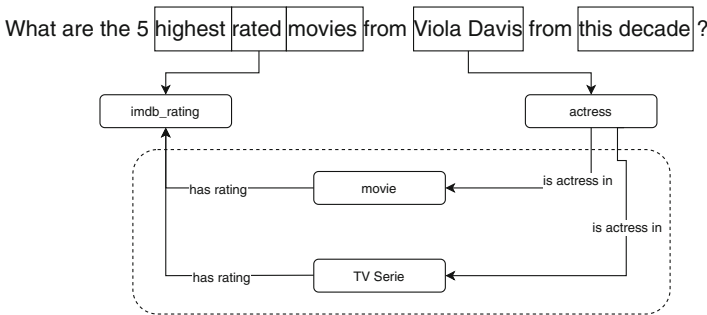 What are the 5 highest rated movies from Viola Davis from this decade ?
imdb_rating
actress
is actress in
has rating
movie
is actress in
has rating
TV Serie